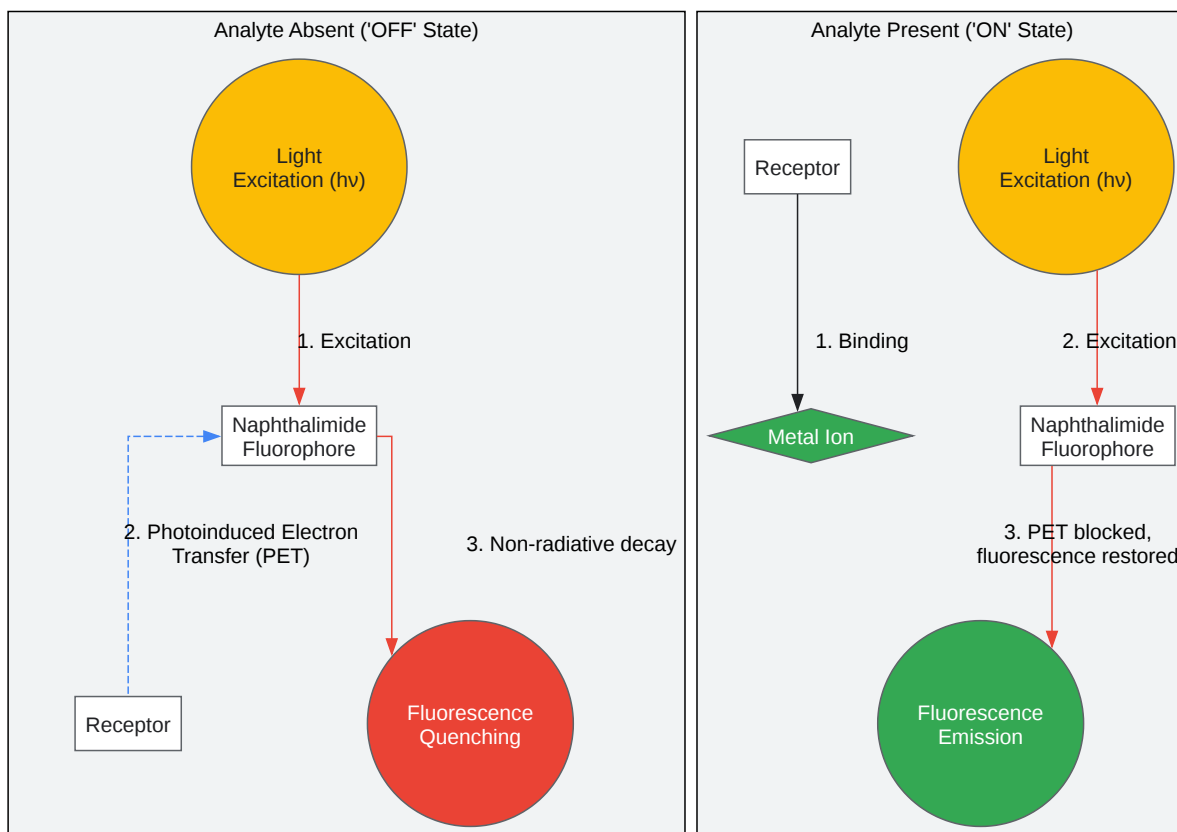 Analyte Absent ('OFF' State)
Light
Excitation (hν)
1. Excitation
Naphthalimide
Fluorophore
2. Photoinduced Electron
Transfer (PET)
3. Non-radiative decay
Receptor
Fluorescence
Quenching
Analyte Present ('ON' State)
Receptor
Light
Excitation (hν)
1. Binding
2. Excitation
Metal Ion
Naphthalimide
Fluorophore
3. PET blocked,
fluorescence restored
Fluorescence
Emission